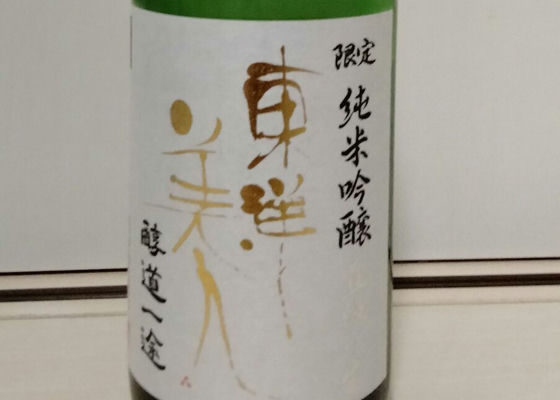 限定 純米吟醸
東洋
美人
醇道一途